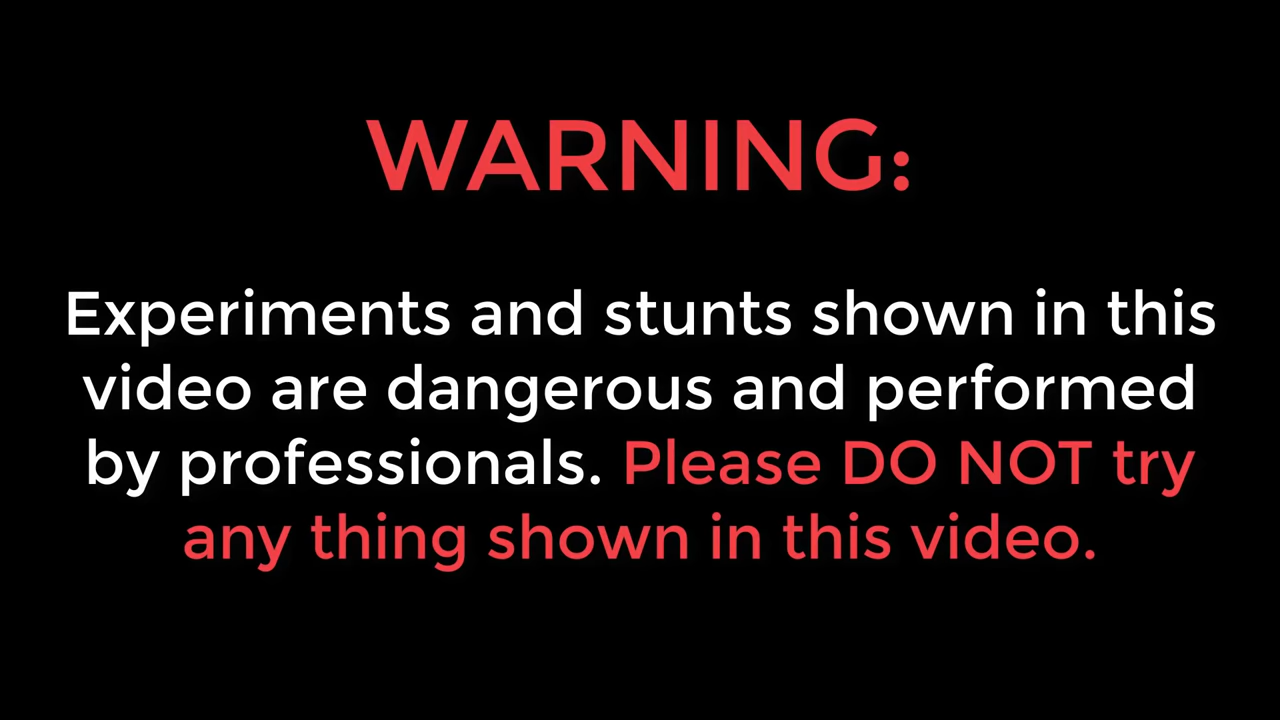 WARNING:
Experiments and stunts shown in this
video are dangerous and performed
by professionals. Please DO NOT try
any thing shown in this video.